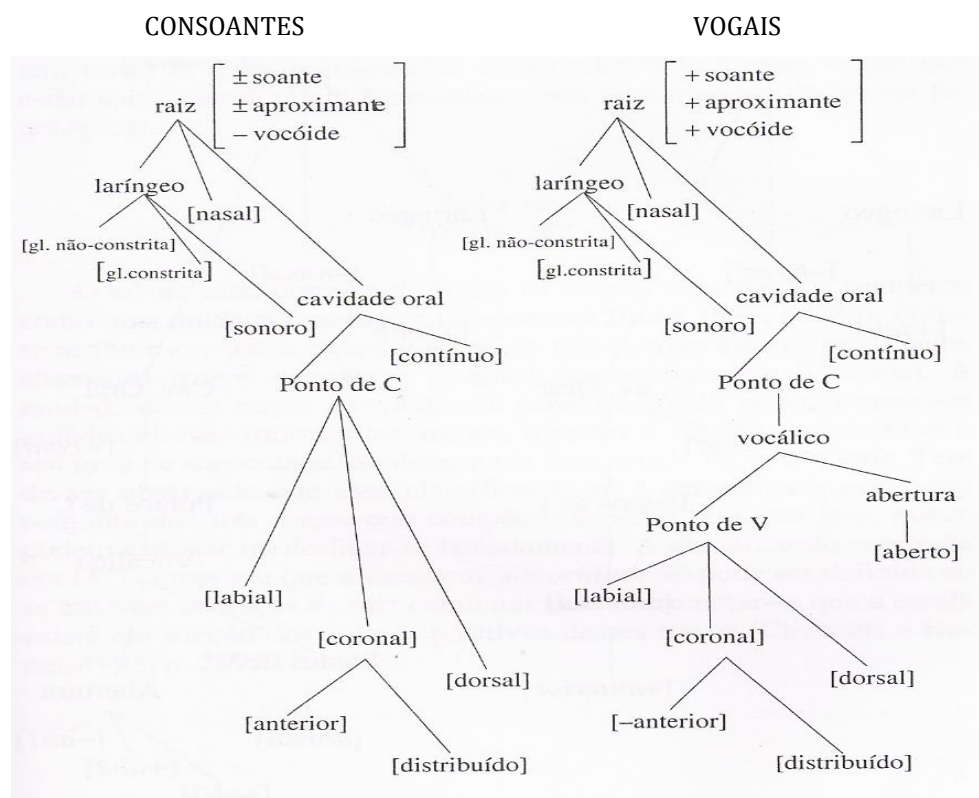 CONSOANTES
± soante
raiz ± aproximante
– vocóide
laríngeo
[nasal]
[gl. não-constrita]
[gl.constrita]
cavidade oral
[sonoro]
[contínuo]
Ponto de C
[labial]
[coronal]
[dorsal]
[anterior]
[distribuído]
VOGAIS
+ soante
raiz + aproximante
+ vocóide
laríngeo
[nasal]
[gl. não-constrita]
[gl.constrita]
cavidade oral
[sonoro]
[contínuo]
Ponto de C
vocálico
abertura
Ponto de V
[aberto]
[labial]
[coronal]
[dorsal]
[–anterior]
[distribuído]